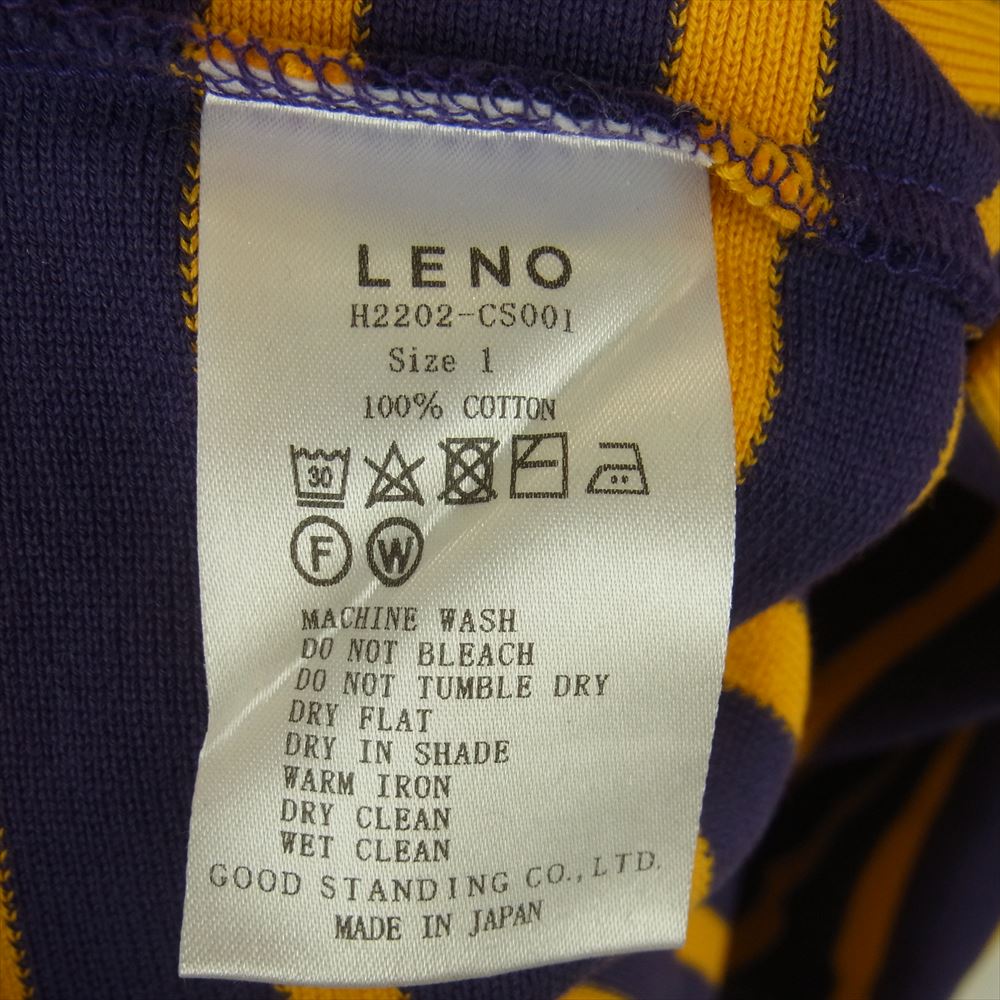 LENO
H2202-CS001
Size 1
100% COTTON
30
F W
MACHINE WASH
DO NOT BLEACH
DO NOT TUMBLE DRY
DRY FLAT
DRY IN SHADE
WARM IRON
DRY CLEAN
WET CLEAN
GOOD STANDING CO.,LTD.
MADE IN JAPAN